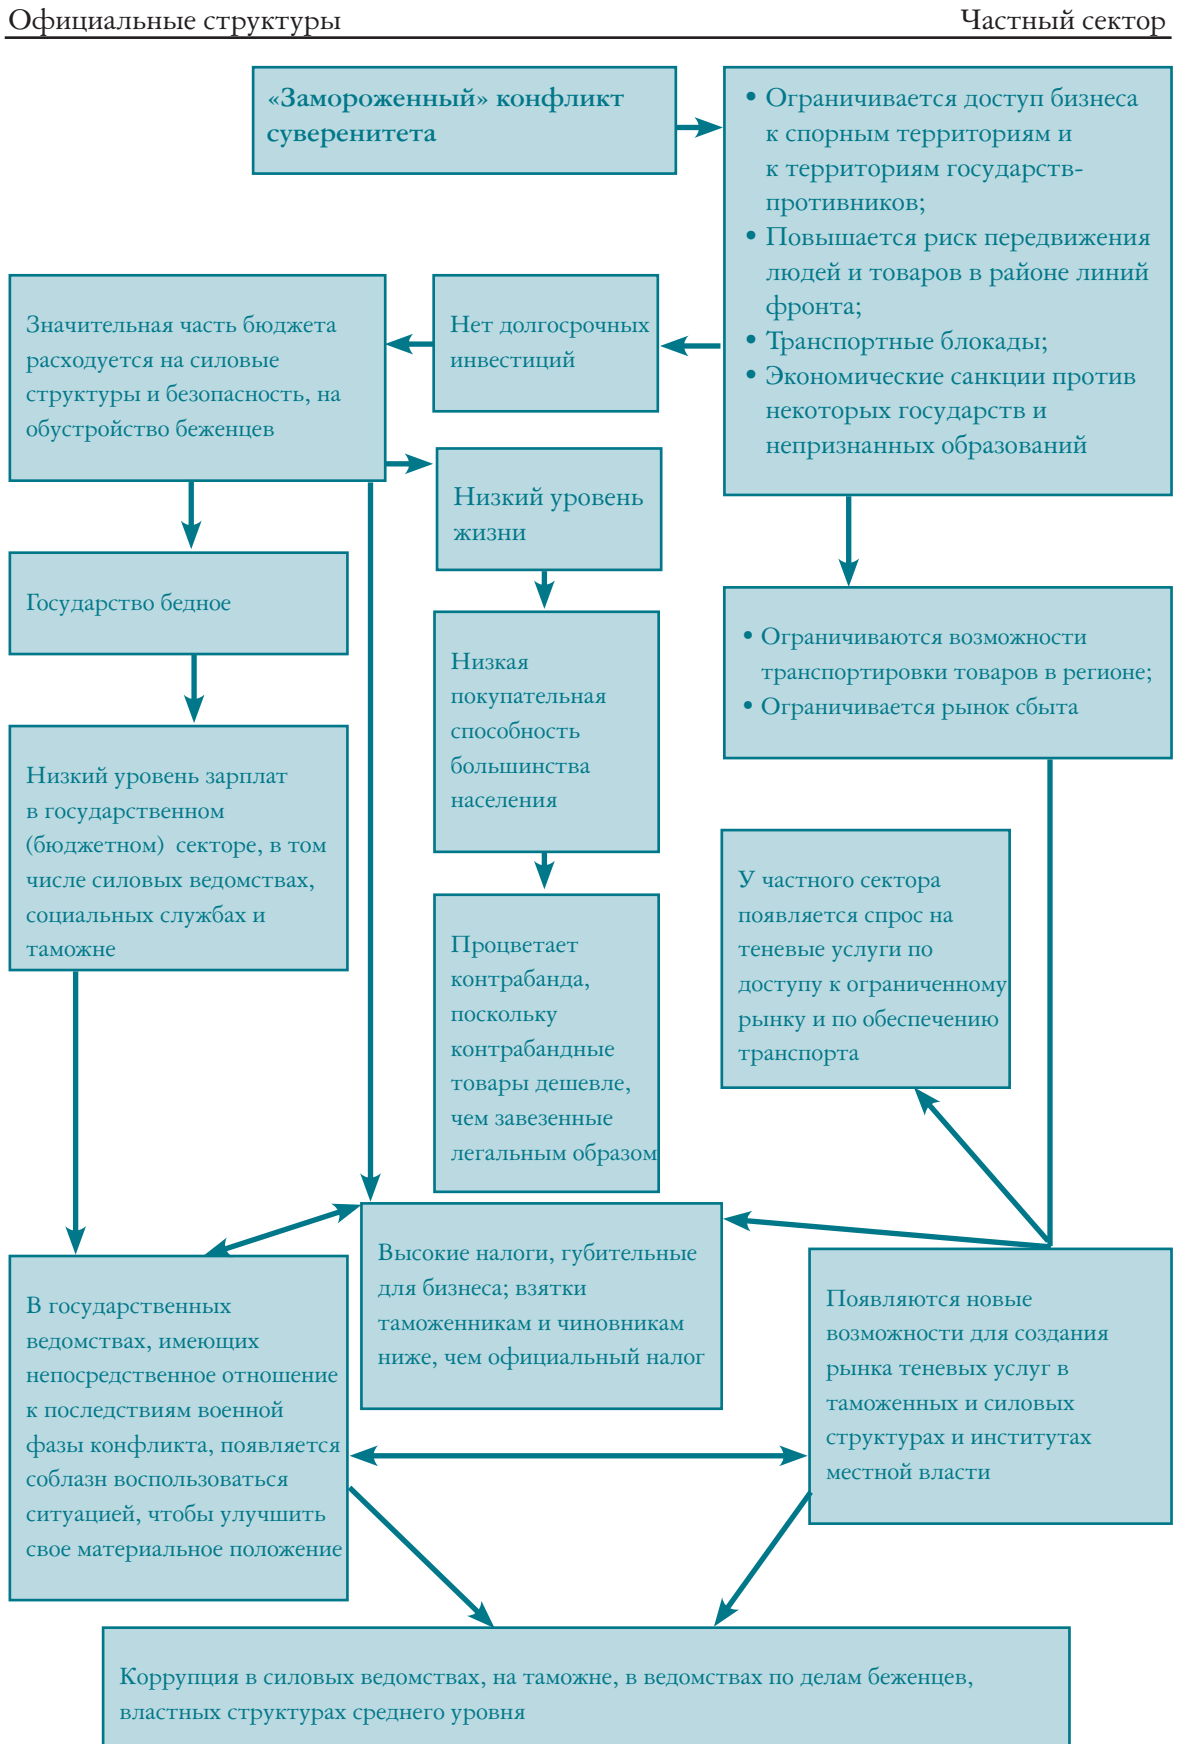 Официальные структуры
Частный сектор
«Замороженный» конфликт
суверенитета
• Ограничивается доступ бизнеса
к спорным территориям и
к территориям государств-
противников;
• Повышается риск передвижения
людей и товаров в районе линий
фронта;
• Транспортные блокады;
• Экономические санкции против
некоторых государств и
непризнанных образований
Нет долгосрочных
инвестиций
Значительная часть бюджета
расходуется на силовые
структуры и безопасность, на
обустройство беженцев
Низкий уровень
жизни
Государство бедное
Низкая
покупательная
способность
большинства
населения
• Ограничиваются возможности
транспортировки товаров в регионе;
• Ограничивается рынок сбыта
Низкий уровень зарплат
в государственном
(бюджетном) секторе, в том
числе силовых ведомствах,
социальных службах и
таможне
У частного сектора
появляется спрос на
теневые услуги по
доступу к ограниченному
рынку и по обеспечению
транспорта
Процветает
контрабанда,
поскольку
контрабандные
товары дешевле,
чем завезенные
легальным образом
Высокие налоги, губительные
для бизнеса; взятки
таможенникам и чиновникам
ниже, чем официальный налог
В государственных
ведомствах, имеющих
непосредственное отношение
к последствиям военной
фазы конфликта, появляется
соблазн воспользоваться
ситуацией, чтобы улучшить
свое материальное положение
Появляются новые
возможности для создания
рынка теневых услуг в
таможенных и силовых
структурах и институтах
местной власти
Коррупция в силовых ведомствах, на таможне, в ведомствах по делам беженцев,
властных структурах среднего уровня